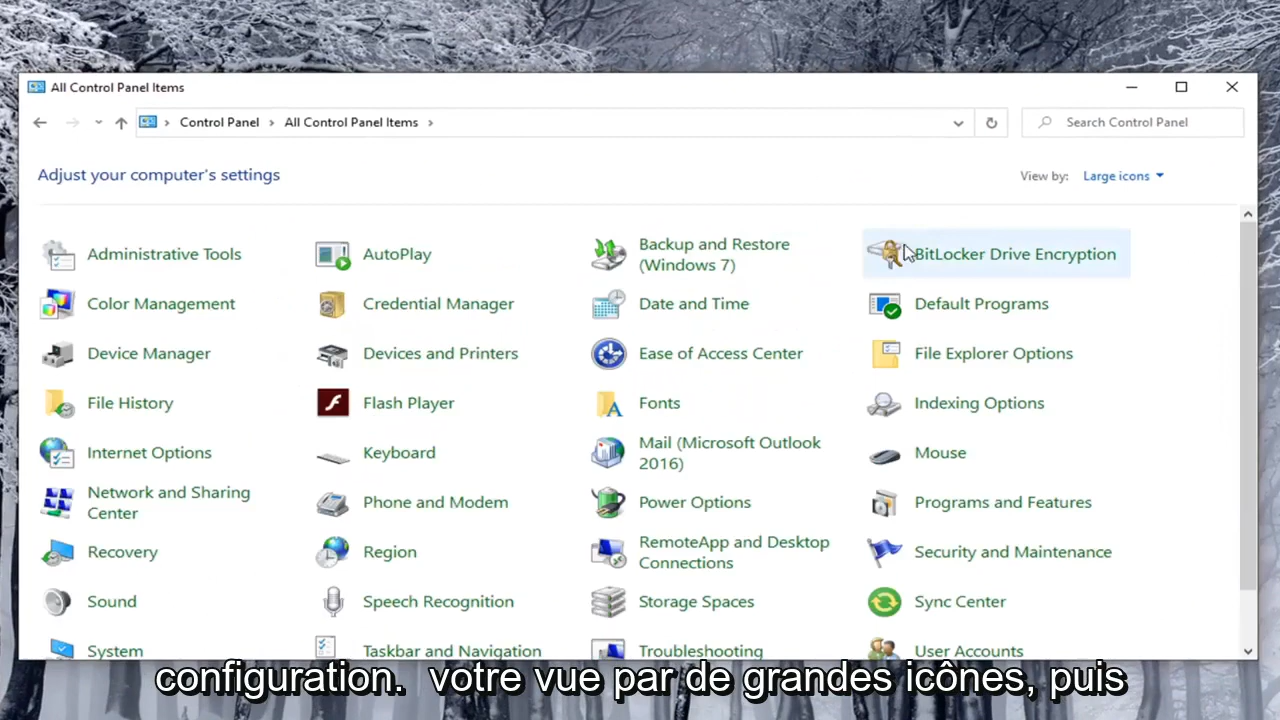 All Control Panel Items
Control Panel > All Control Panel Items >
Search Control Panel
Adjust your computer's settings
View by: Large icons
Administrative Tools
AutoPlay
Backup and Restore
(Windows 7)
BitLocker Drive Encryption
Color Management
Credential Manager
Date and Time
Default Programs
Device Manager
Devices and Printers
Ease of Access Center
File Explorer Options
File History
Flash Player
Fonts
Indexing Options
Internet Options
Keyboard
Mail (Microsoft Outlook
2016)
Mouse
Network and Sharing
Center
Phone and Modem
Power Options
Programs and Features
Recovery
Region
RemoteApp and Desktop
Connections
Security and Maintenance
Sound
Speech Recognition
Storage Spaces
Sync Center
System
Taskbar and Navigation
Troubleshooting
User Accounts
configuration. votre vue par de grandes icônes, puis